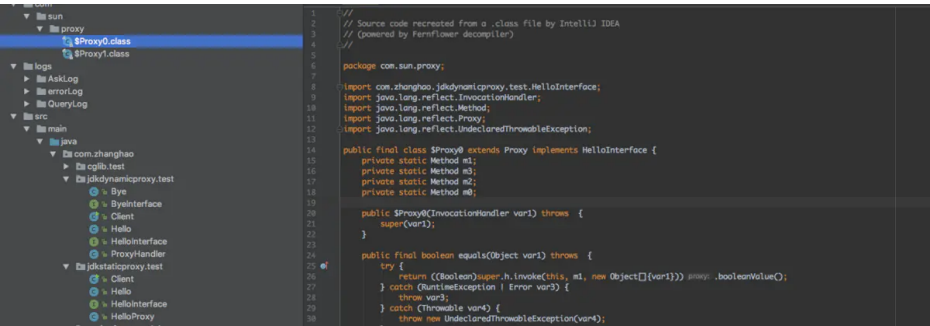 com
sun
proxy
$Proxy0.class
$Proxy1.class
logs
AskLog
errorLog
QueryLog
src
main
java
com.zhanghao
cglib.test
jdkdynamicproxy.test
Bye
ByeInterface
Client
Hello
HelloInterface
ProxyHandler
jdkstaticproxy.test
Client
Hello
HelloInterface
HelloProxy
1 //
2 // Source code recreated from a .class file by IntelliJ IDEA
3 // (powered by Fernflower decompiler)
4 //
5
6 package com.sun.proxy;
7
8 import com.zhanghao.jdkdynamicproxy.test.HelloInterface;
9 import java.lang.reflect.InvocationHandler;
10 import java.lang.reflect.Method;
11 import java.lang.reflect.Proxy;
12 import java.lang.reflect.UndeclaredThrowableException;
13
14 public final class $Proxy0 extends Proxy implements HelloInterface {
15 private static Method m1;
16 private static Method m3;
17 private static Method m2;
18 private static Method m0;
19
20 public $Proxy0(InvocationHandler var1) throws {
21 super(var1);
22 }
23
24 public final boolean equals(Object var1) throws {
25 try {
26 return ((Boolean)super.h.invoke(this, m1, new Object[]{var1})) proxy: .booleanValue();
27 } catch (RuntimeException | Error var3) {
28 throw var3;
29 } catch (Throwable var4) {
30 throw new UndeclaredThrowableException(var4);